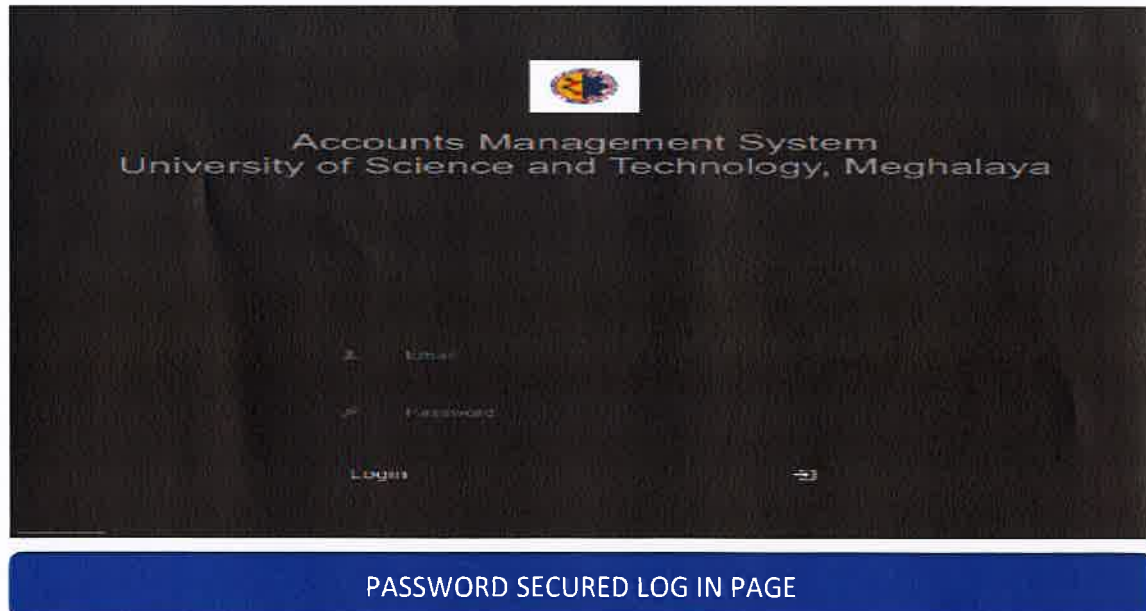 Accounts Management System
University of Science and Technology, Meghalaya
Email
Password
Login
PASSWORD SECURED LOG IN PAGE